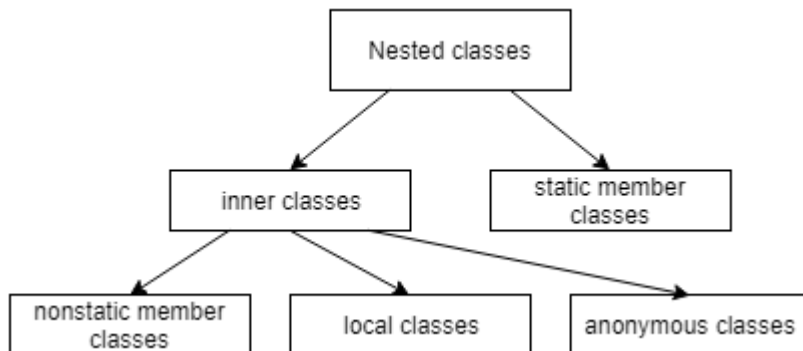 Nested classes
inner classes
static member
classes
nonstatic member
classes
local classes
anonymous classes